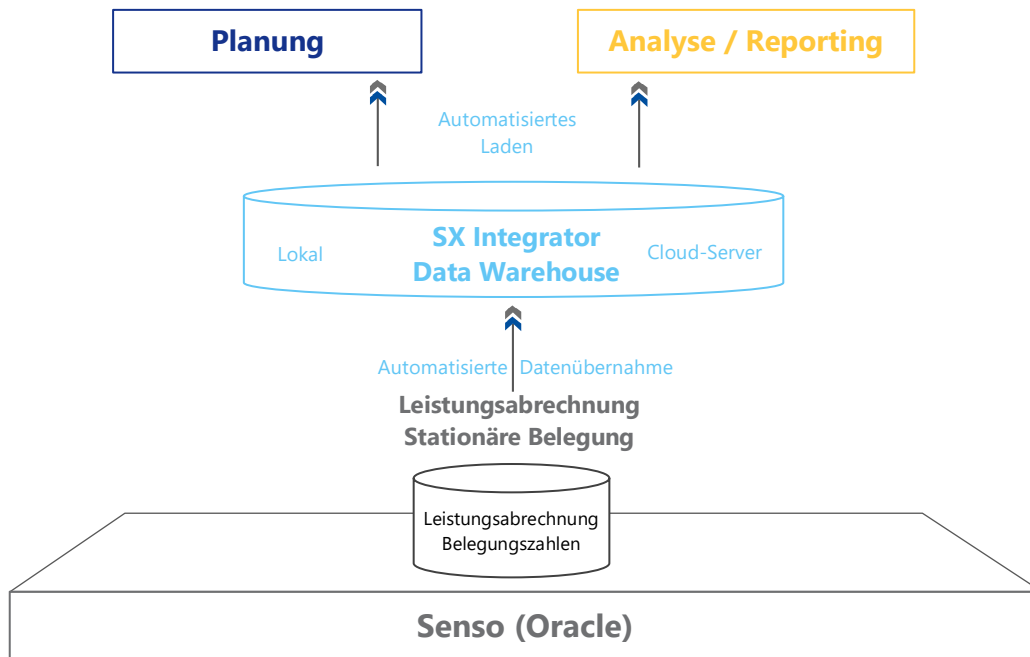 Planung
Analyse / Reporting
Automatisiertes
Laden
SX Integrator
Data Warehouse
Lokal
Cloud-Server
Automatisierte Datenübernahme
Leistungsabrechnung
Stationäre Belegung
Leistungsabrechnung
Belegungszahlen
Senso (Oracle)